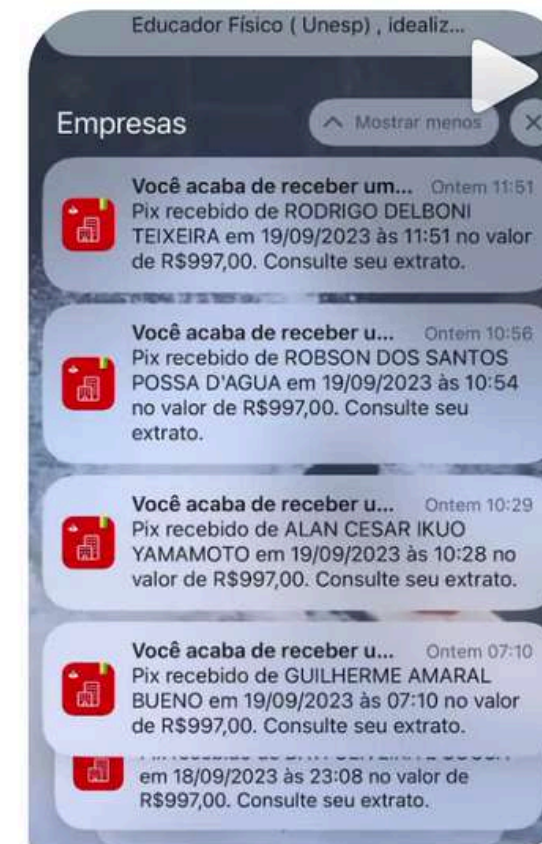 Educador Físico ( Unesp) , idealiz...
Empresas
Mostrar menos
Você acaba de receber um... Ontem 11:51
Pix recebido de RODRIGO DELBONI
TEIXEIRA em 19/09/2023 às 11:51 no valor
de R$997,00. Consulte seu extrato.
Você acaba de receber u... Ontem 10:56
Pix recebido de ROBSON DOS SANTOS
POSSA D'AGUA em 19/09/2023 às 10:54
no valor de R$997,00. Consulte seu
extrato.
Você acaba de receber u... Ontem 10:29
Pix recebido de ALAN CESAR IKUO
YAMAMOTO em 19/09/2023 às 10:28 no
valor de R$997,00. Consulte seu extrato.
Você acaba de receber u... Ontem 07:10
Pix recebido de GUILHERME AMARAL
BUENO em 19/09/2023 às 07:10 no valor
de R$997,00. Consulte seu extrato.
em 18/09/2023 às 23:08 no valor de
R$997,00. Consulte seu extrato.